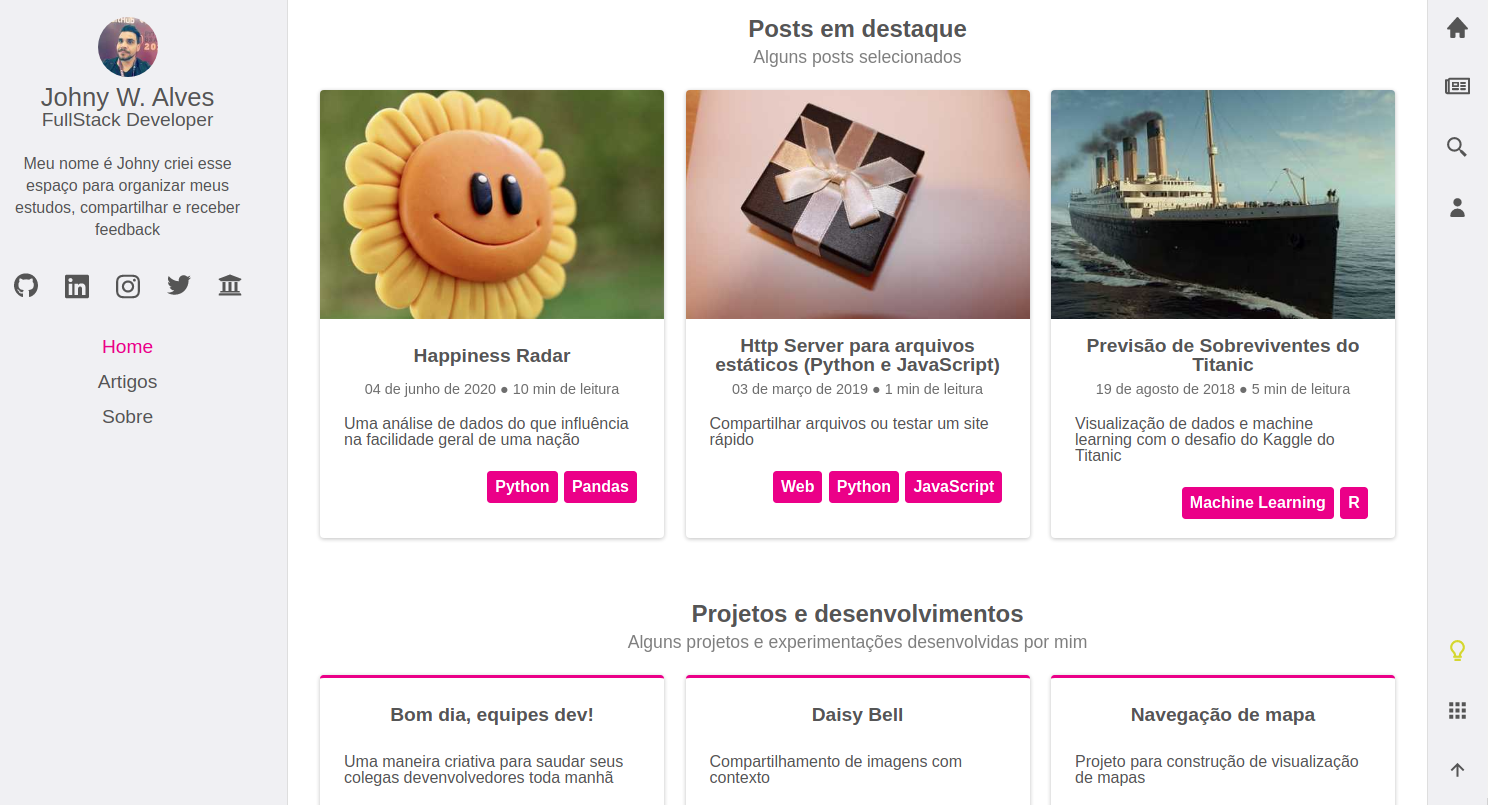 Johny W. Alves
FullStack Developer
Meu nome é Johny criei esse
espaço para organizar meus
estudos, compartilhar e receber
feedback
Home
Artigos
Sobre
Posts em destaque
Alguns posts selecionados
Happiness Radar
04 de junho de 2020 ● 10 min de leitura
Uma análise de dados do que influência
na facilidade geral de uma nação
Python Pandas
Http Server para arquivos
estáticos (Python e JavaScript)
03 de março de 2019 ● 1 min de leitura
Compartilhar arquivos ou testar um site
rápido
Web Python JavaScript
Previsão de Sobreviventes do
Titanic
19 de agosto de 2018 ● 5 min de leitura
Visualização de dados e machine
learning com o desafio do Kaggle do
Titanic
Machine Learning R
Projetos e desenvolvimentos
Alguns projetos e experimentações desenvolvidas por mim
Bom dia, equipes dev!
Uma maneira criativa para saudar seus
colegas devenvolvedores toda manhã
Daisy Bell
Compartilhamento de imagens com
contexto
Navegação de mapa
Projeto para construção de visualização
de mapas